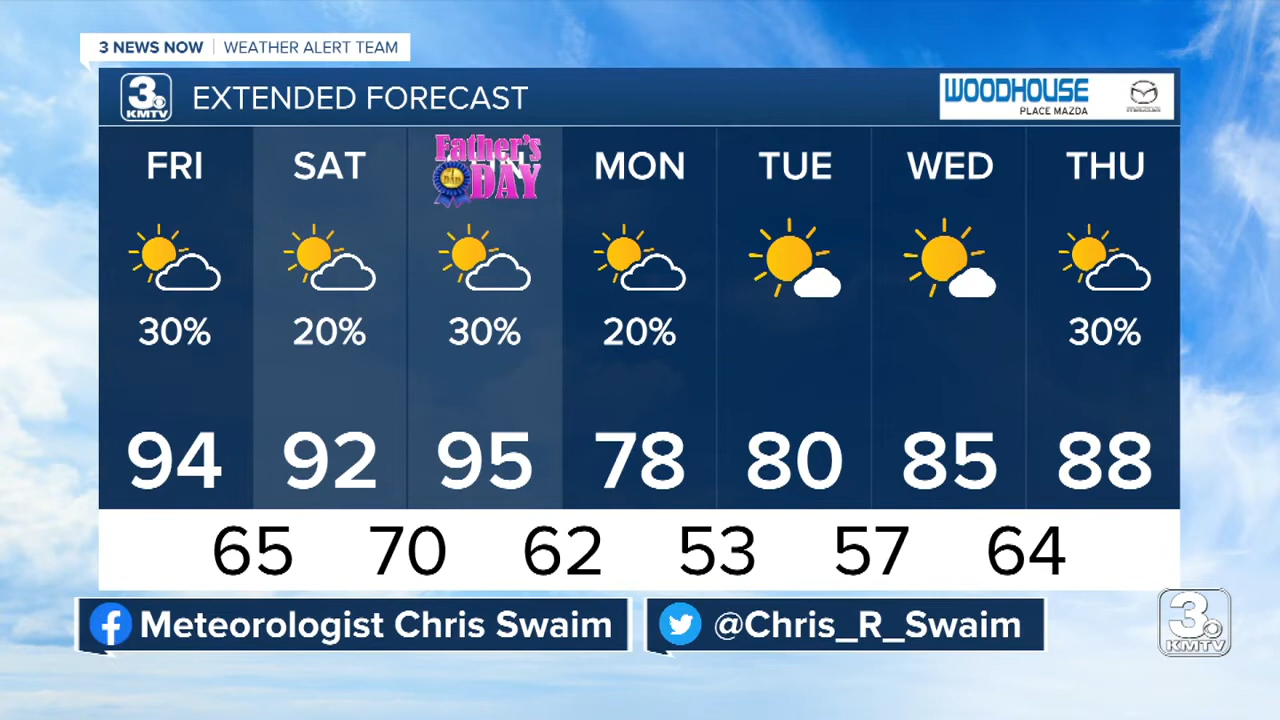 3 NEWS NOW | WEATHER ALERT TEAM
3 KMTV EXTENDED FORECAST
WOODHOUSE
PLACE MAZDA
FRI SAT Father's DAY MON TUE WED THU
30% 20% 30% 20% 30%
94 92 95 78 80 85 88
65 70 62 53 57 64
Meteorologist Chris Swaim @Chris_R_Swaim
3 KMTV